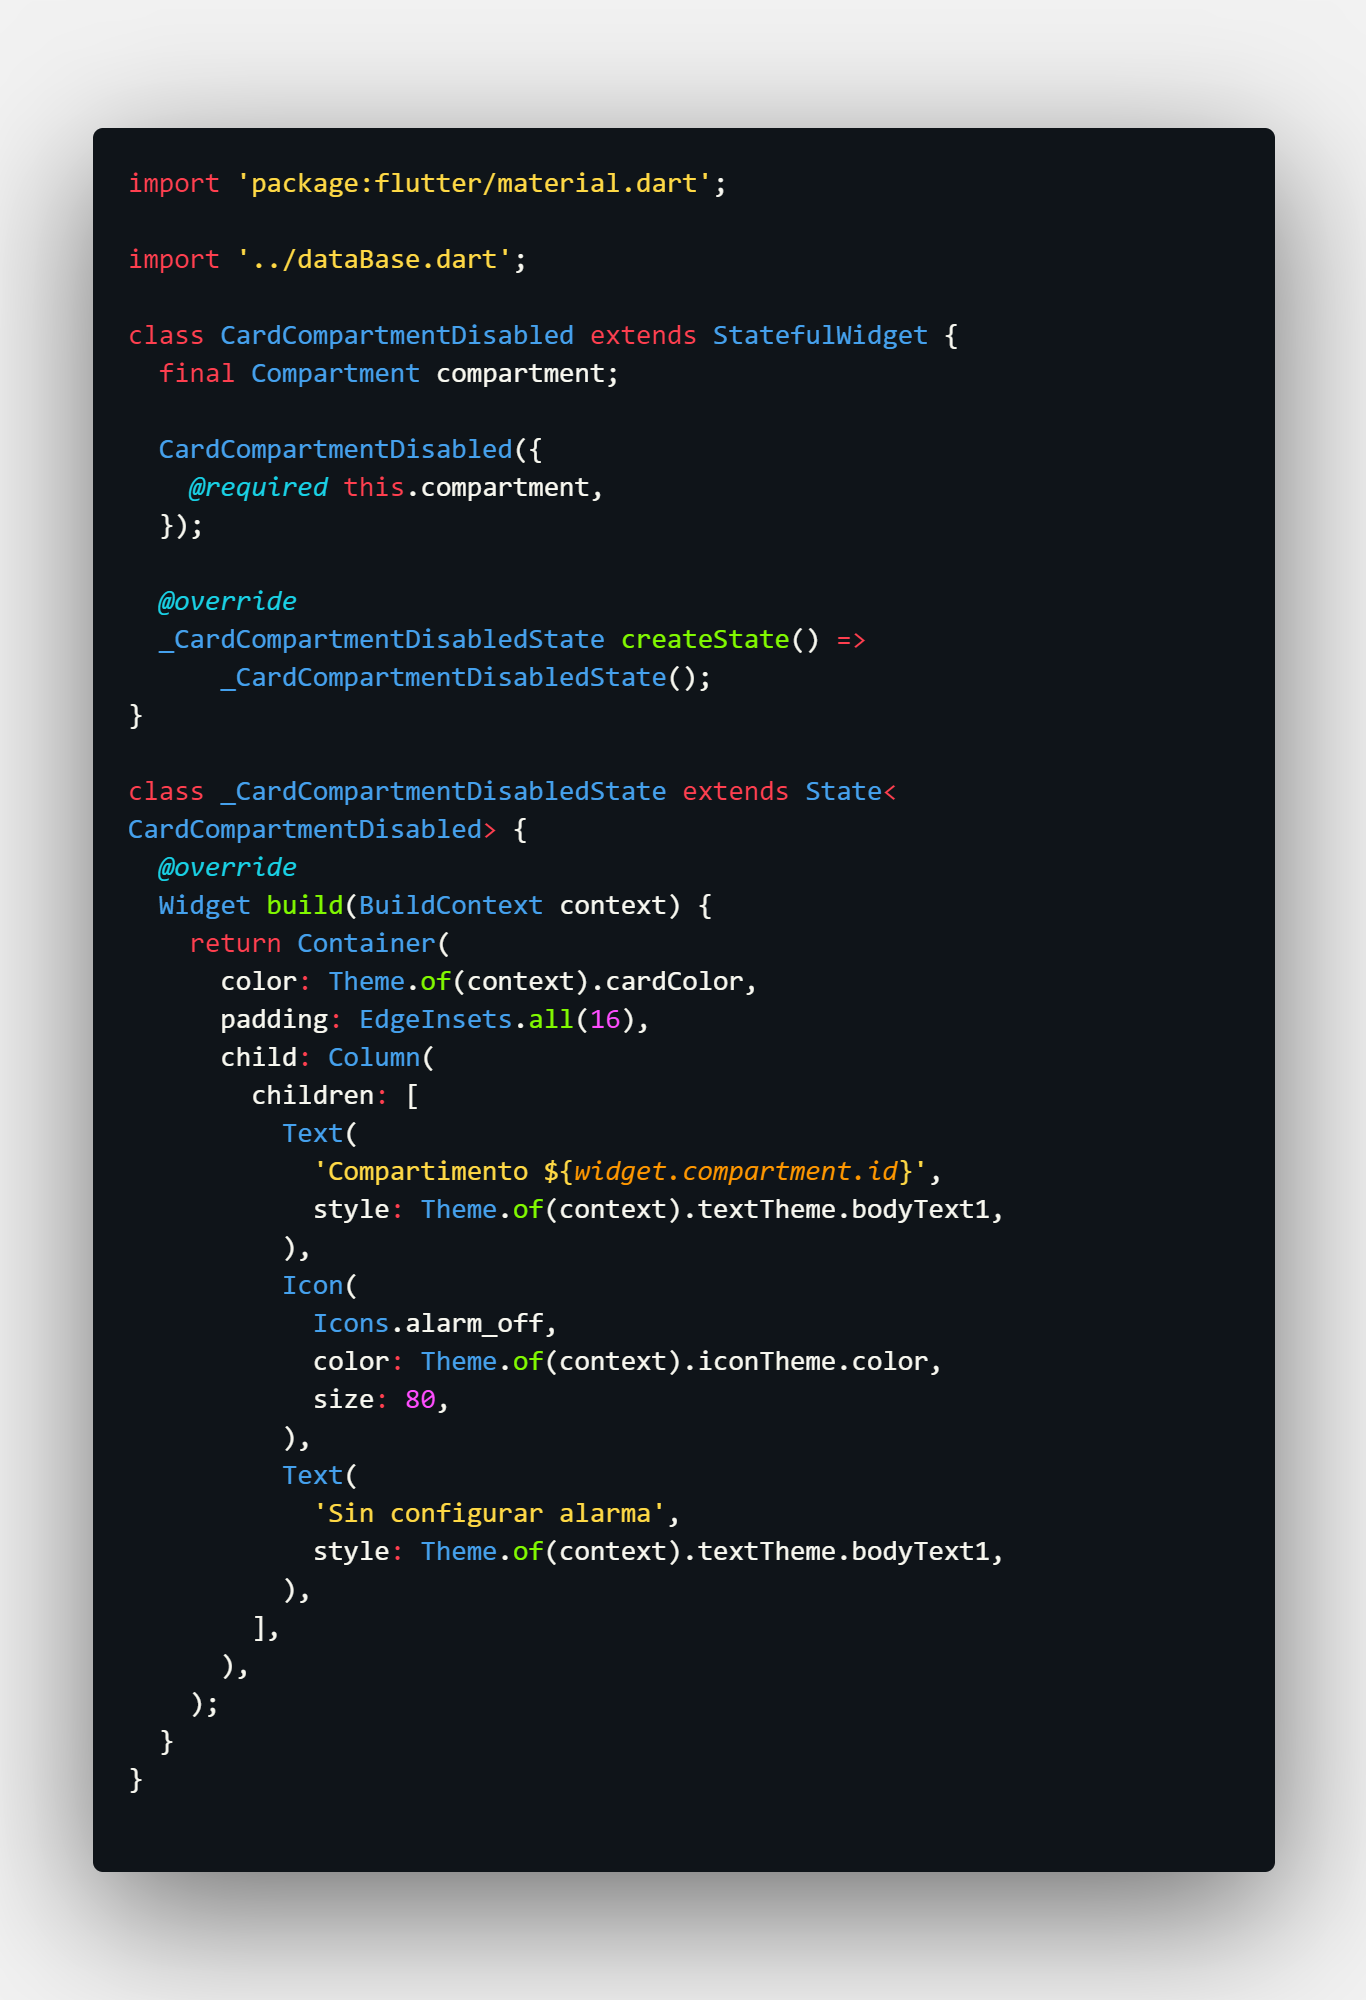 import 'package:flutter/material.dart';

import '../dataBase.dart';

class CardCompartmentDisabled extends StatefulWidget {
  final Compartment compartment;

  CardCompartmentDisabled({
    @required this.compartment,
  });

  @override
  _CardCompartmentDisabledState createState() =>
      _CardCompartmentDisabledState();
}

class _CardCompartmentDisabledState extends State<
CardCompartmentDisabled> {
  @override
  Widget build(BuildContext context) {
    return Container(
      color: Theme.of(context).cardColor,
      padding: EdgeInsets.all(16),
      child: Column(
        children: [
          Text(
            'Compartimento ${widget.compartment.id}',
            style: Theme.of(context).textTheme.bodyText1,
          ),
          Icon(
            Icons.alarm_off,
            color: Theme.of(context).iconTheme.color,
            size: 80,
          ),
          Text(
            'Sin configurar alarma',
            style: Theme.of(context).textTheme.bodyText1,
          ),
        ],
      ),
    );
  }
}